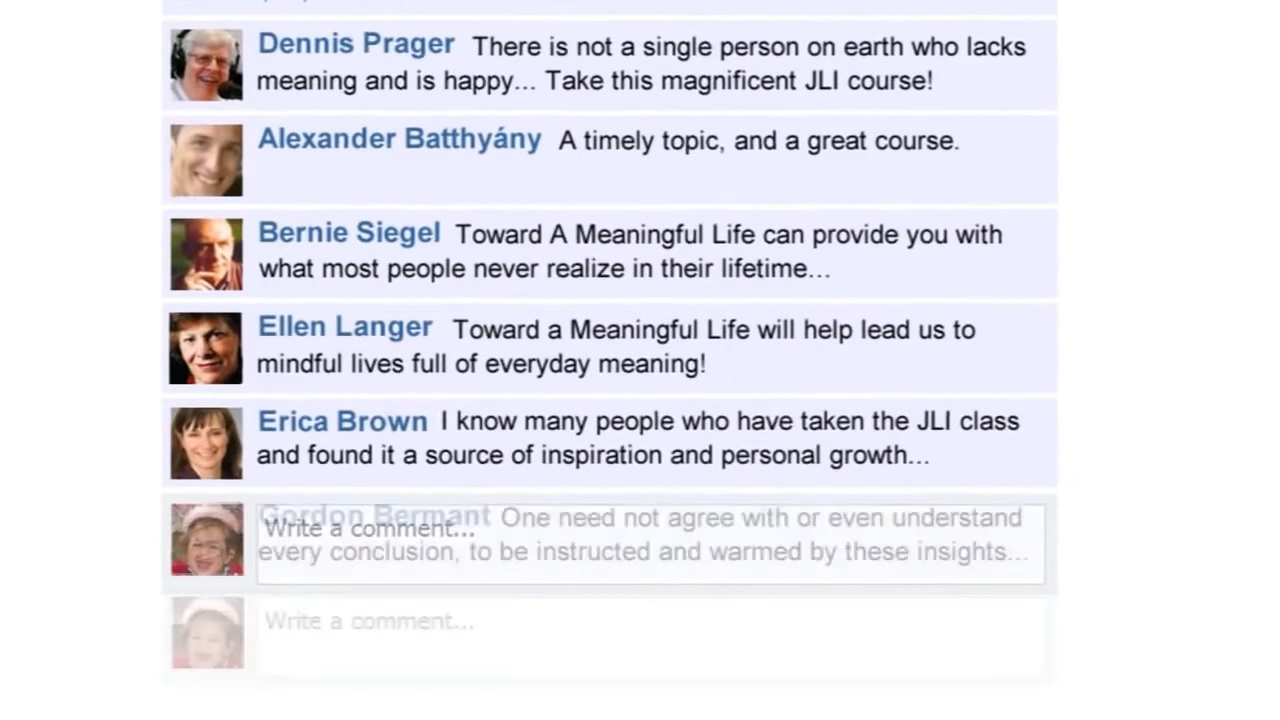 Dennis Prager There is not a single person on earth who lacks
meaning and is happy... Take this magnificent JLI course!
Alexander Batthyány A timely topic, and a great course.
Bernie Siegel Toward A Meaningful Life can provide you with
what most people never realize in their lifetime...
Ellen Langer Toward a Meaningful Life will help lead us to
mindful lives full of everyday meaning!
Erica Brown I know many people who have taken the JLI class
and found it a source of inspiration and personal growth...
Gordon Bermant One need not agree with or even understand
Write a comment...
every conclusion, to be instructed and warmed by these insights...
Write a comment...